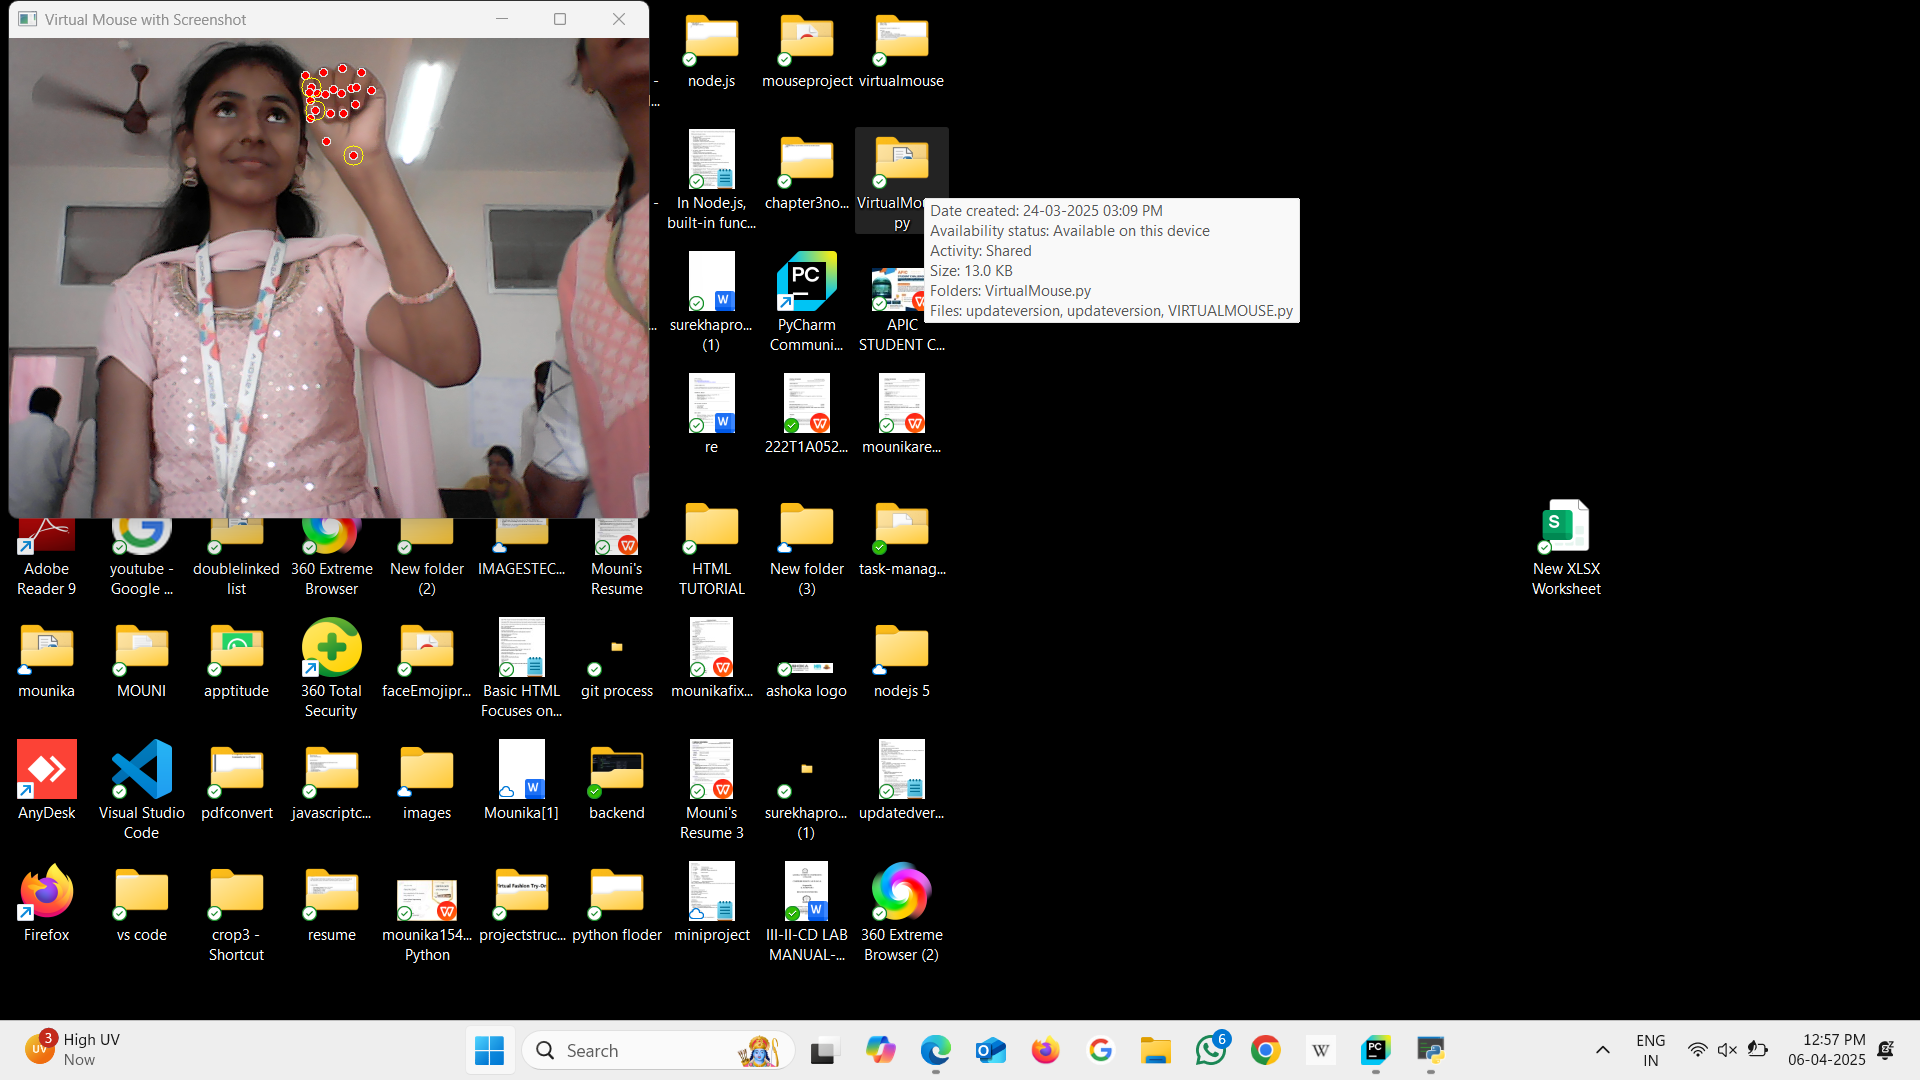 Virtual Mouse with Screenshot
node.js
mouseproject
virtualmouse
In Node.js,
built-in func...
chapter3no...
VirtualMou
py
Date created: 24-03-2025 03:09 PM
Availability status: Available on this device
Activity: Shared
Size: 13.0 KB
Folders: VirtualMouse.py
Files: updateversion, updateversion, VIRTUALMOUSE.py
surekhapro...
(1)
PyCharm
Communi...
APIC
STUDENT C...
re
222T1A052...
mounikare...
Adobe
Reader 9
youtube -
Google ...
doublelinked
list
360 Extreme
Browser
New folder
(2)
IMAGESTEC...
Mouni's
Resume
HTML
TUTORIAL
New folder
(3)
task-manag...
New XLSX
Worksheet
mounika
MOUNI
apptitude
360 Total
Security
faceEmojipr...
Basic HTML
Focuses on...
git process
mounikafix...
ashoka logo
nodejs 5
AnyDesk
Visual Studio
Code
pdfconvert
javascriptc...
images
Mounika[1]
backend
Mouni's
Resume 3
surekhapro...
(1)
updatedver...
Firefox
vs code
crop3 -
Shortcut
resume
mounika154...
Python
projectstruc...
python floder
miniproject
III-II-CD LAB
MANUAL-...
360 Extreme
Browser (2)
3
High UV
Now
Search
6
ENG
IN
12:57 PM
06-04-2025